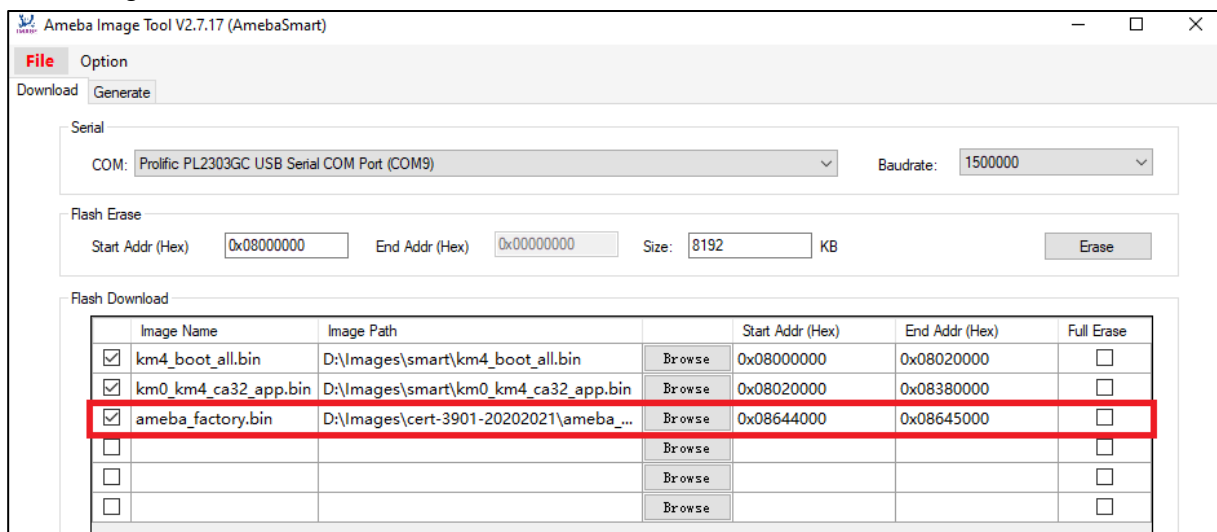 Ameba Image Tool V2.7.17 (AmebaSmart)
File Option
Download Generate
Serial
COM: Prolific PL2303GC USB Serial COM Port (COM9) Baudrate: 1500000
Flash Erase
Start Addr (Hex) 0x08000000 End Addr (Hex) 0x00000000 Size: 8192 KB Erase
Flash Download
Image Name Image Path Start Addr (Hex) End Addr (Hex) Full Erase
km4_boot_all.bin D:\Images\smart\km4_boot_all.bin Browse 0x08000000 0x08020000
km0_km4_ca32_app.bin D:\Images\smart\km0_km4_ca32_app.bin Browse 0x08020000 0x08380000
ameba_factory.bin D:\Images\cert-3901-20202021\ameba_... Browse 0x08644000 0x08645000
Browse
Browse
Browse